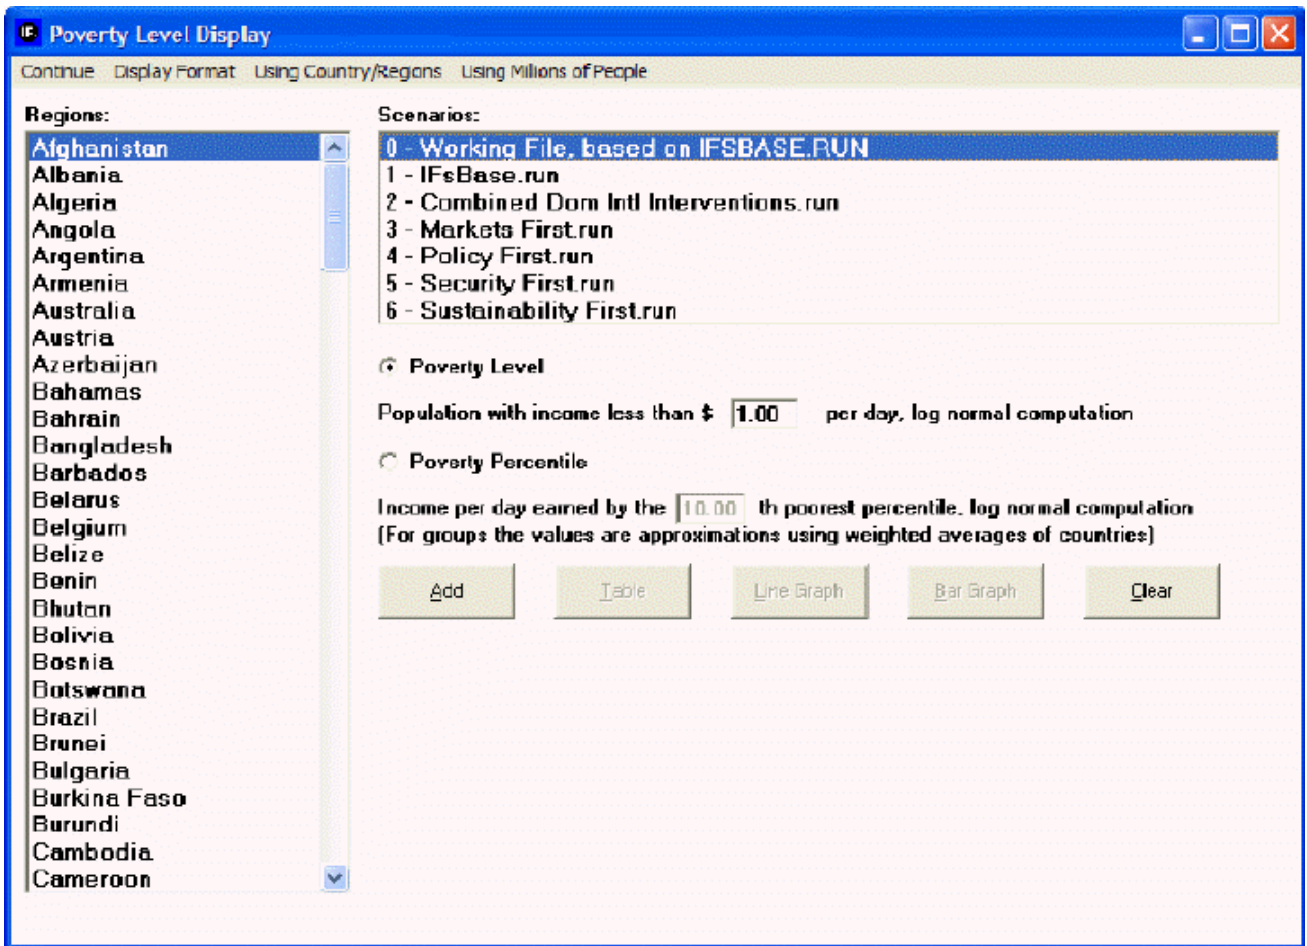 IF Poverty Level Display
Continue Display Format Using Country/Regions Using Millions of People
Regions:
Afghanistan
Albania
Algeria
Angola
Argentina
Armenia
Australia
Austria
Azerbaijan
Bahamas
Bahrain
Bangladesh
Barbados
Belarus
Belgium
Belize
Benin
Bhutan
Bolivia
Bosnia
Botswana
Brazil
Brunei
Bulgaria
Burkina Faso
Burundi
Cambodia
Cameroon
Scenarios:
0 - Working File, based on IFSBASE.RUN
1 - IFsBase.run
2 - Combined Dom Intl Interventions.run
3 - Markets First.run
4 - Policy First.run
5 - Security First.run
6 - Sustainability First.run
Poverty Level
Population with income less than $ 1.00 per day, log normal computation
Poverty Percentile
Income per day earned by the 10.00 th poorest percentile, log normal computation
(For groups the values are approximations using weighted averages of countries)
Add Table Line Graph Bar Graph Clear